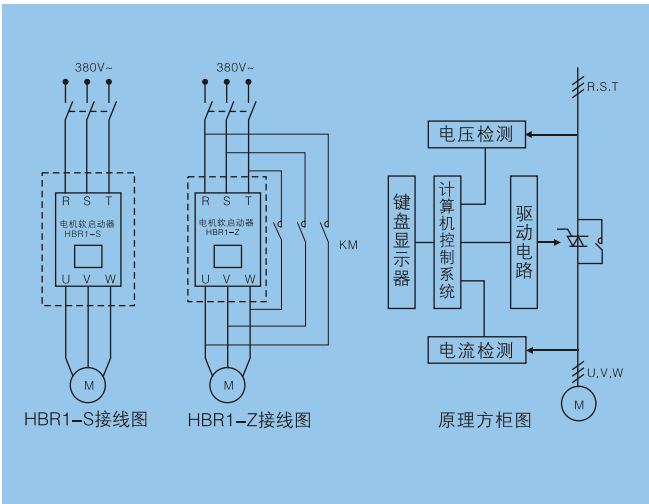 380V~
R S T
电机软启动器
HBR1-S
U V W
M
HBR1-S接线图
380V~
R S T
电机软启动器
HBR1-Z
U V W
KM
M
HBR1-Z接线图
R.S.T
电压检测
键盘显示器
计算机控制系统
驱动电路
电流检测
U,V,W
M
原理方柜图